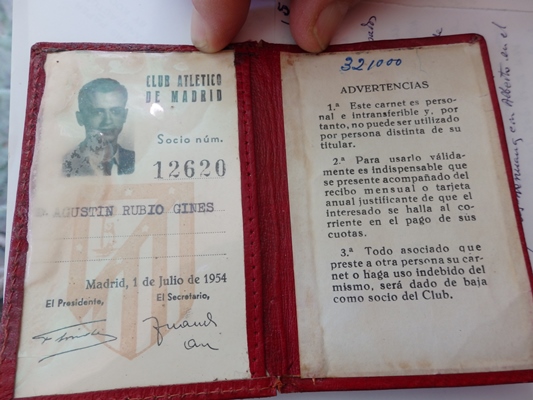 CLUB ATLETICO
DE MADRID
Socio núm.
12620
D. AGUSTIN RUBIO GINES
Madrid, 1 de Julio de 1954
El Presidente,
El Secretario,
321000
ADVERTENCIAS
1.ª Este carnet es perso-
nal e intransferible y, por
tanto, no puede ser utilizado
por persona distinta de su
titular.
2.ª Para usarlo válida-
mente es indispensable que
se presente acompañado del
recibo mensual o tarjeta
anual justificante de que el
interesado se halla al co-
rriente en el pago de sus
cuotas.
3.ª Todo asociado que
preste a otra persona su car-
net o haga uso indebido del
mismo, será dado de baja
como socio del Club.